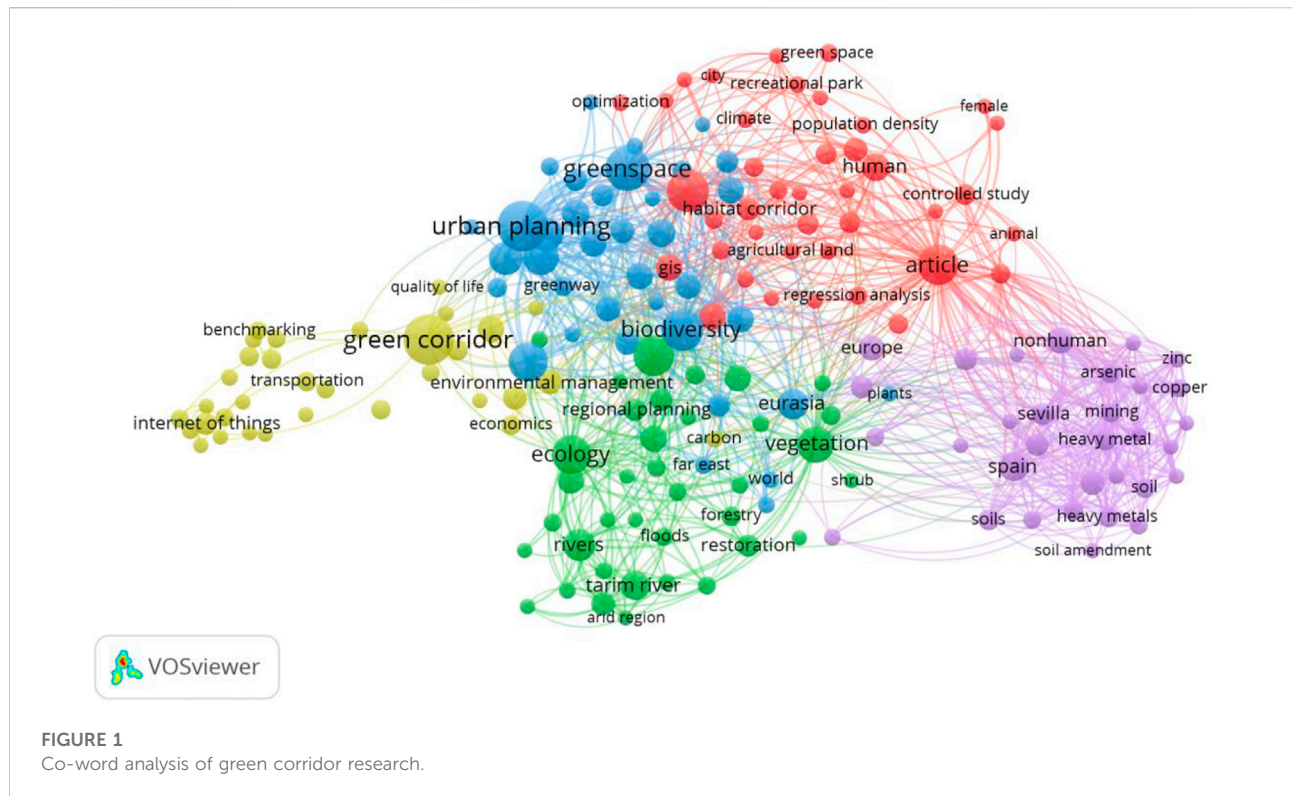 green space
city
recreational park
optimization
female
climate
population density
greenspace
human
controlled study
habitat corridor
urban planning
animal
agricultural land
article
gis
quality of life
greenway
regression analysis
benchmarking
biodiversity
green corridor
europe
nonhuman
zinc
arsenic
transportation
environmental management
copper
plants
eurasia
regional planning
sevilla
mining
internet of things
economics
carbon
heavy metal
vegetation
ecology
far east
spain
world
shrub
soil
forestry
soils
heavy metals
floods
rivers
restoration
soil amendment
tarim river
arid region
VOSviewer
FIGURE 1
Co-word analysis of green corridor research.